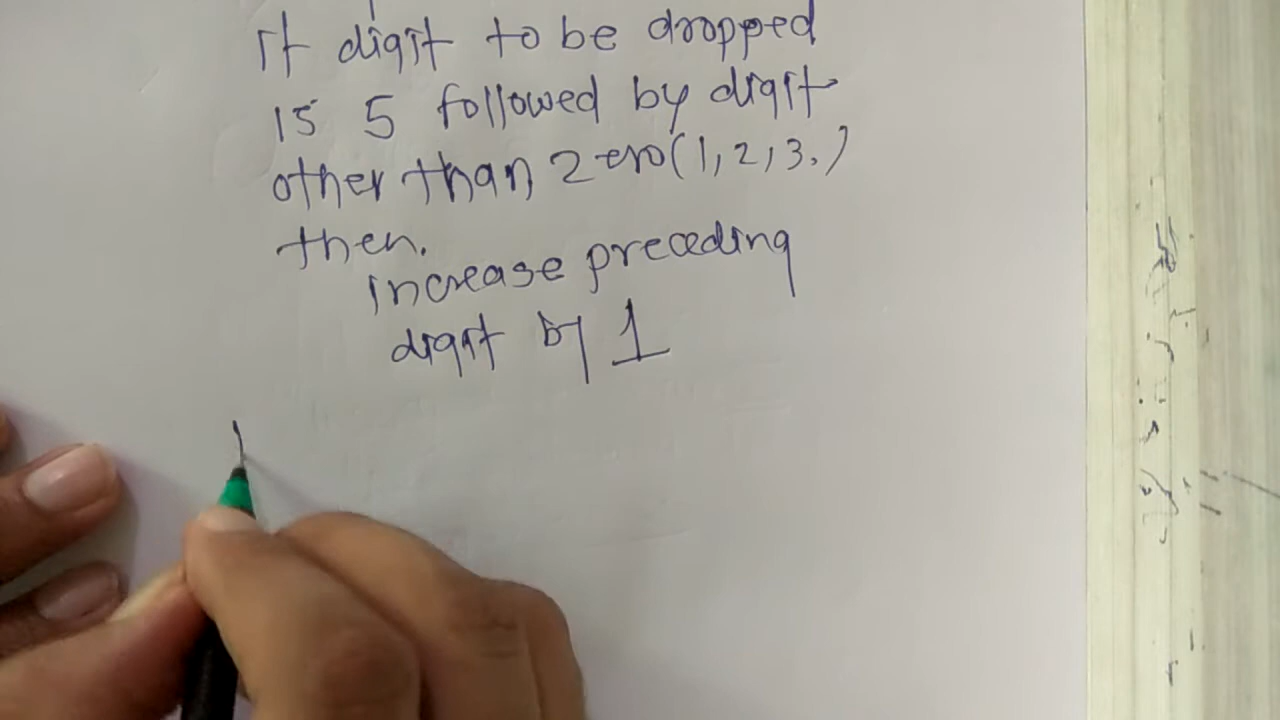 If digit to be dropped
is 5 followed by digit
other than zero (1,2,3.)
then.
increase preceding
digit by 1